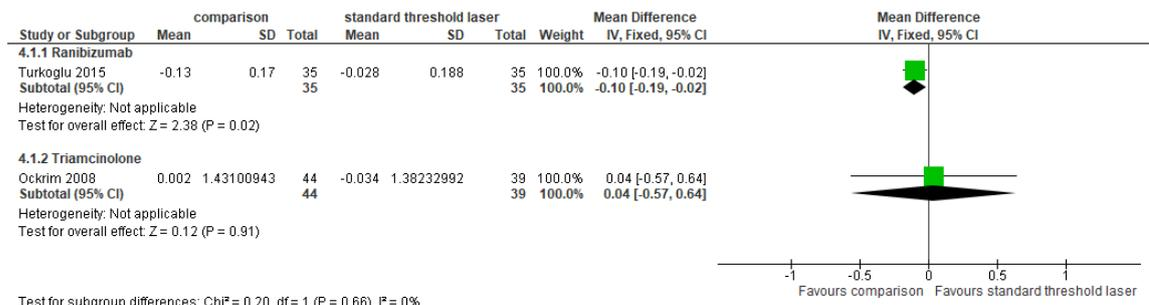 comparison standard threshold laser Mean Difference Mean Difference
Study or Subgroup Mean SD Total Mean SD Total Weight IV, Fixed, 95% CI IV, Fixed, 95% CI
4.1.1 Ranibizumab
Turkoglu 2015 -0.13 0.17 35 -0.028 0.188 35 100.0% -0.10 [-0.19, -0.02]
Subtotal (95% CI) 35 35 100.0% -0.10 [-0.19, -0.02]
Heterogeneity: Not applicable
Test for overall effect: Z = 2.38 (P = 0.02)
4.1.2 Triamcinolone
Ockrim 2008 0.002 1.43100943 44 -0.034 1.38232992 39 100.0% 0.04 [-0.57, 0.64]
Subtotal (95% CI) 44 39 100.0% 0.04 [-0.57, 0.64]
Heterogeneity: Not applicable
Test for overall effect: Z = 0.12 (P = 0.91)
-1 -0.5 0 0.5 1
Favours comparison Favours standard threshold laser
Test for subgroup differences: Chi² = 0.20, df = 1 (P = 0.66), I² = 0%